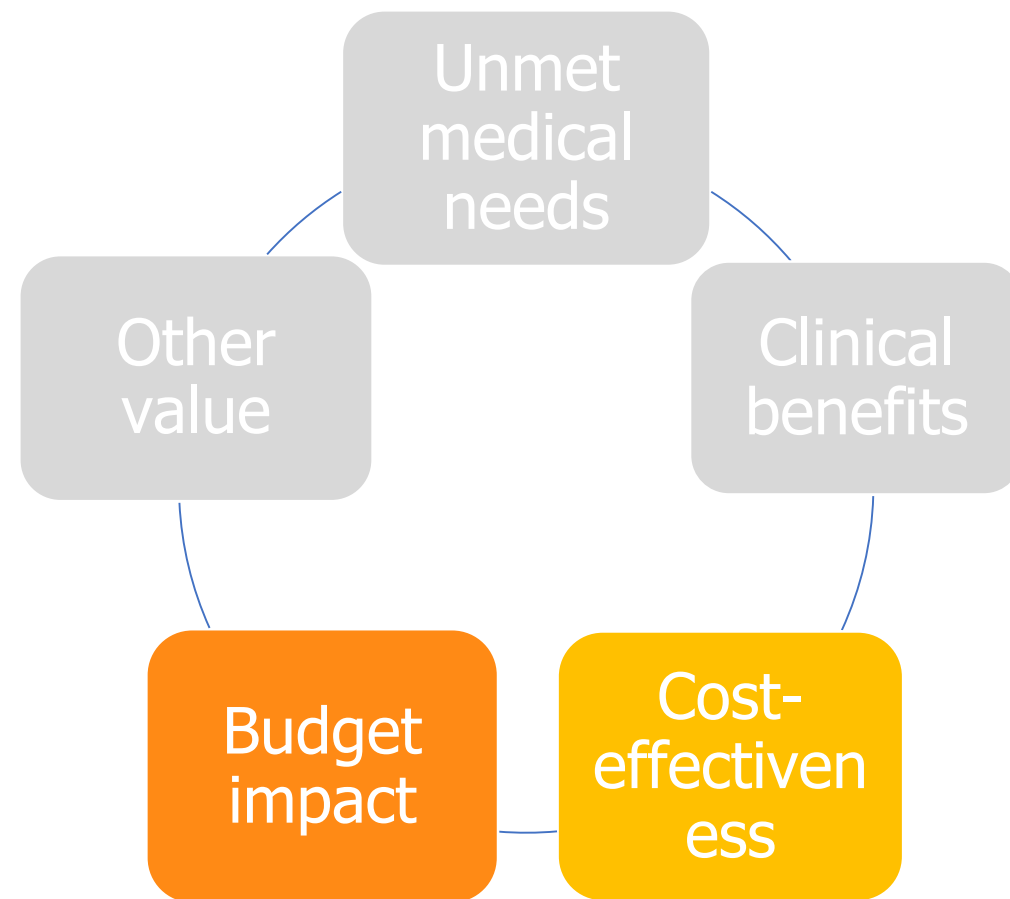 Unmet
medical
needs
Other
value
Clinical
benefits
Budget
impact
Cost-
effectiven
ess